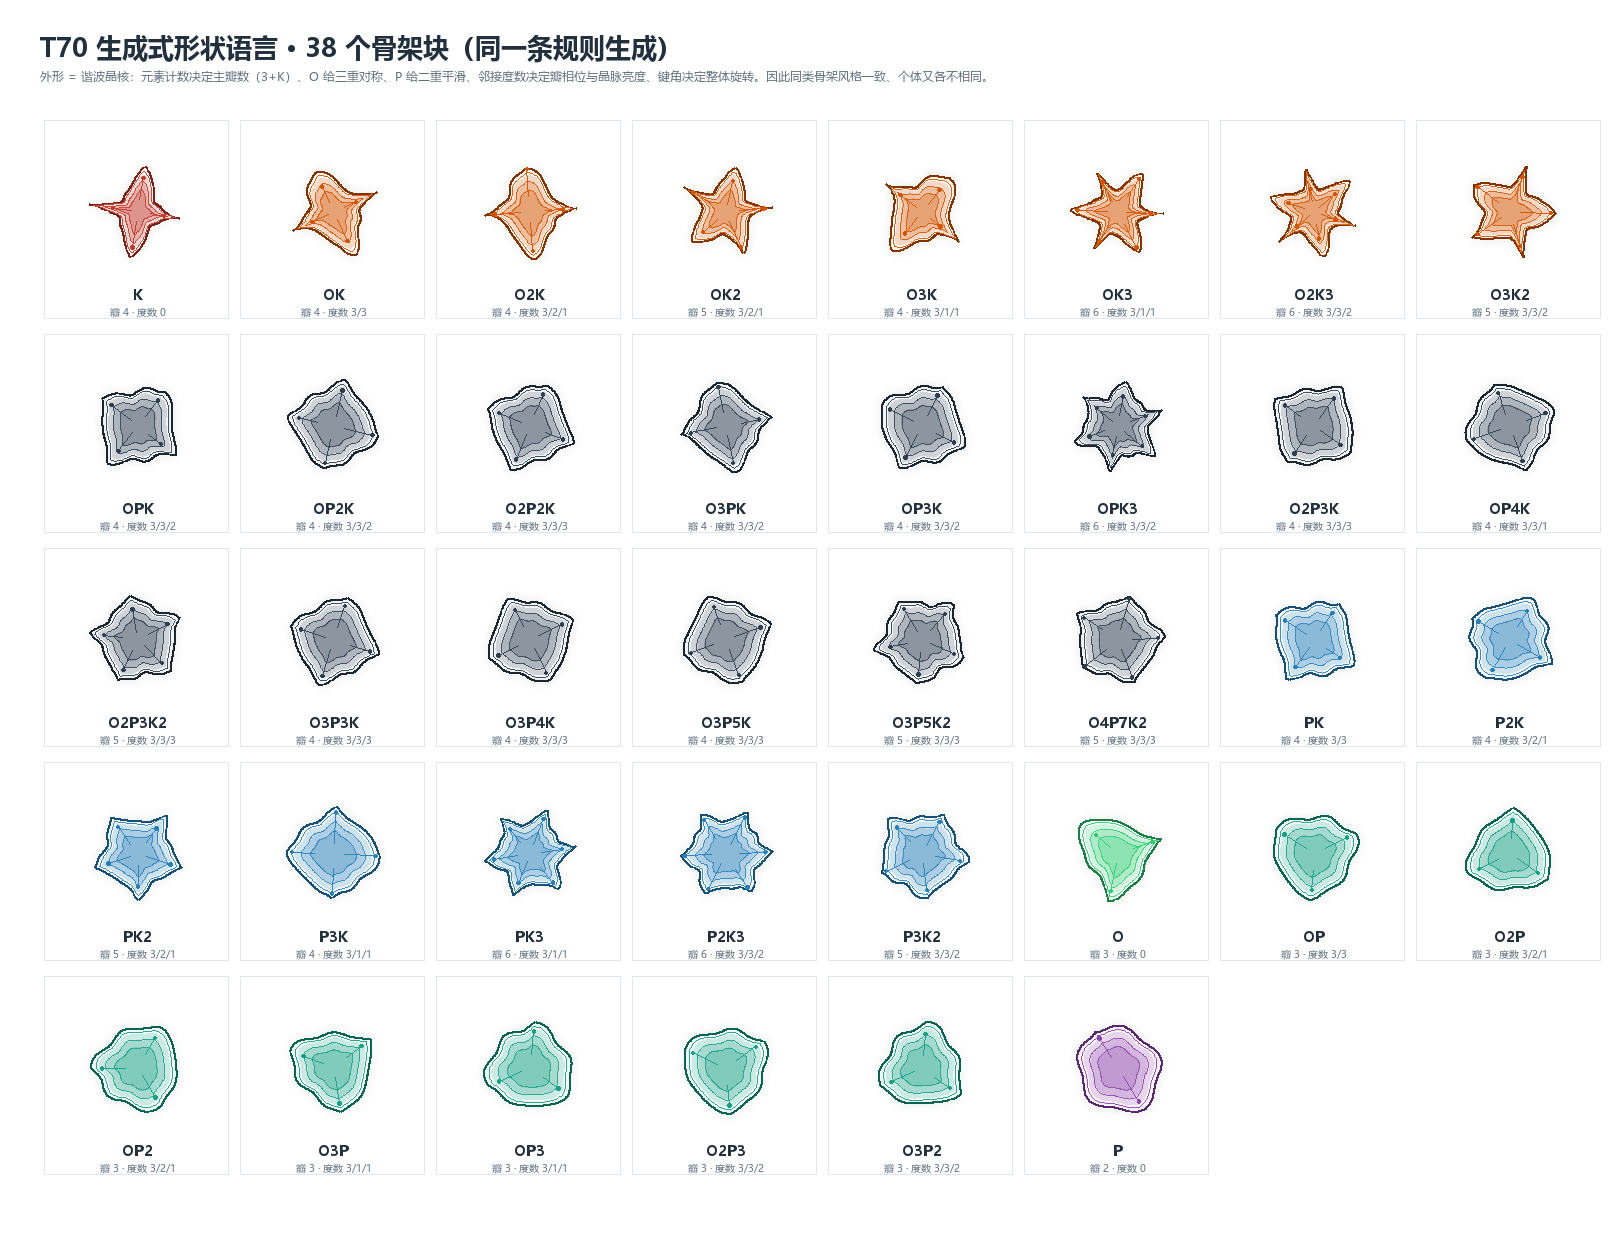 T70 生成式形状语言 • 38 个骨架块（同一条规则生成）
外形 = 谐波晶核：元素计数决定主瓣数（3+K）、O 给三重对称、P 给二重平滑、邻接度数决定瓣相位与晶脉亮度、键角决定整体旋转。因此同类骨架风格一致、个体又各不相同。
K
瓣 4 · 度数 0
OK
瓣 4 · 度数 3/3
O2K
瓣 4 · 度数 3/2/1
OK2
瓣 5 · 度数 3/2/1
O3K
瓣 4 · 度数 3/1/1
OK3
瓣 6 · 度数 3/1/1
O2K3
瓣 6 · 度数 3/3/2
O3K2
瓣 5 · 度数 3/3/2
OPK
瓣 4 · 度数 3/3/2
OP2K
瓣 4 · 度数 3/3/2
O2P2K
瓣 4 · 度数 3/3/3
O3PK
瓣 4 · 度数 3/3/2
OP3K
瓣 4 · 度数 3/3/2
OPK3
瓣 6 · 度数 3/3/2
O2P3K
瓣 4 · 度数 3/3/3
OP4K
瓣 4 · 度数 3/3/1
O2P3K2
瓣 5 · 度数 3/3/3
O3P3K
瓣 4 · 度数 3/3/3
O3P4K
瓣 4 · 度数 3/3/3
O3P5K
瓣 4 · 度数 3/3/3
O3P5K2
瓣 5 · 度数 3/3/3
O4P7K2
瓣 5 · 度数 3/3/3
PK
瓣 4 · 度数 3/3
P2K
瓣 4 · 度数 3/2/1
PK2
瓣 5 · 度数 3/2/1
P3K
瓣 4 · 度数 3/1/1
PK3
瓣 6 · 度数 3/1/1
P2K3
瓣 6 · 度数 3/3/2
P3K2
瓣 5 · 度数 3/3/2
O
瓣 3 · 度数 0
OP
瓣 3 · 度数 3/3
O2P
瓣 3 · 度数 3/2/1
OP2
瓣 3 · 度数 3/2/1
O3P
瓣 3 · 度数 3/1/1
OP3
瓣 3 · 度数 3/1/1
O2P3
瓣 3 · 度数 3/3/2
O3P2
瓣 3 · 度数 3/3/2
P
瓣 2 · 度数 0